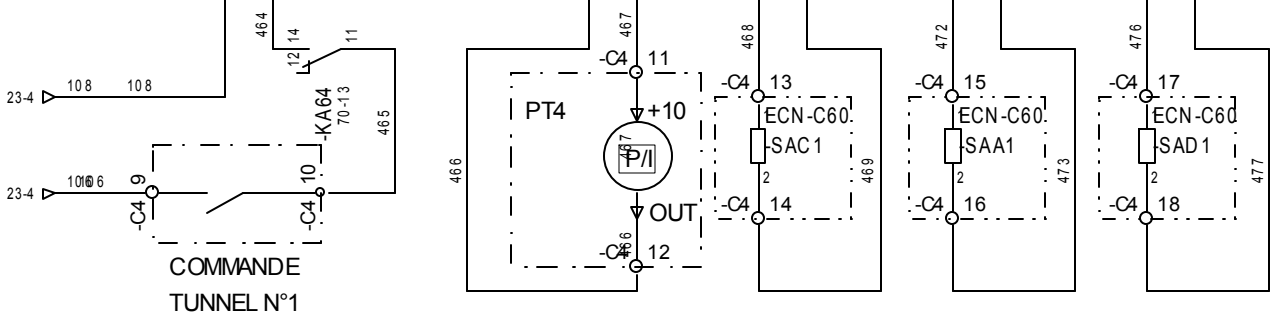 464
12
14
11
-KA64
70-13
465
23-4
108
108
23-4
106
106
-C4
9
-C4
10
COMMANDE
TUNNEL N°1
466
467
-C4
11
PT4
+10
467
P/I
OUT
466
-C4
12
468
-C4
13
ECN-C60
-SAC1
2
-C4
14
469
472
-C4
15
ECN-C60
-SAA1
2
-C4
16
473
476
-C4
17
ECN-C60
-SAD1
2
-C4
18
477